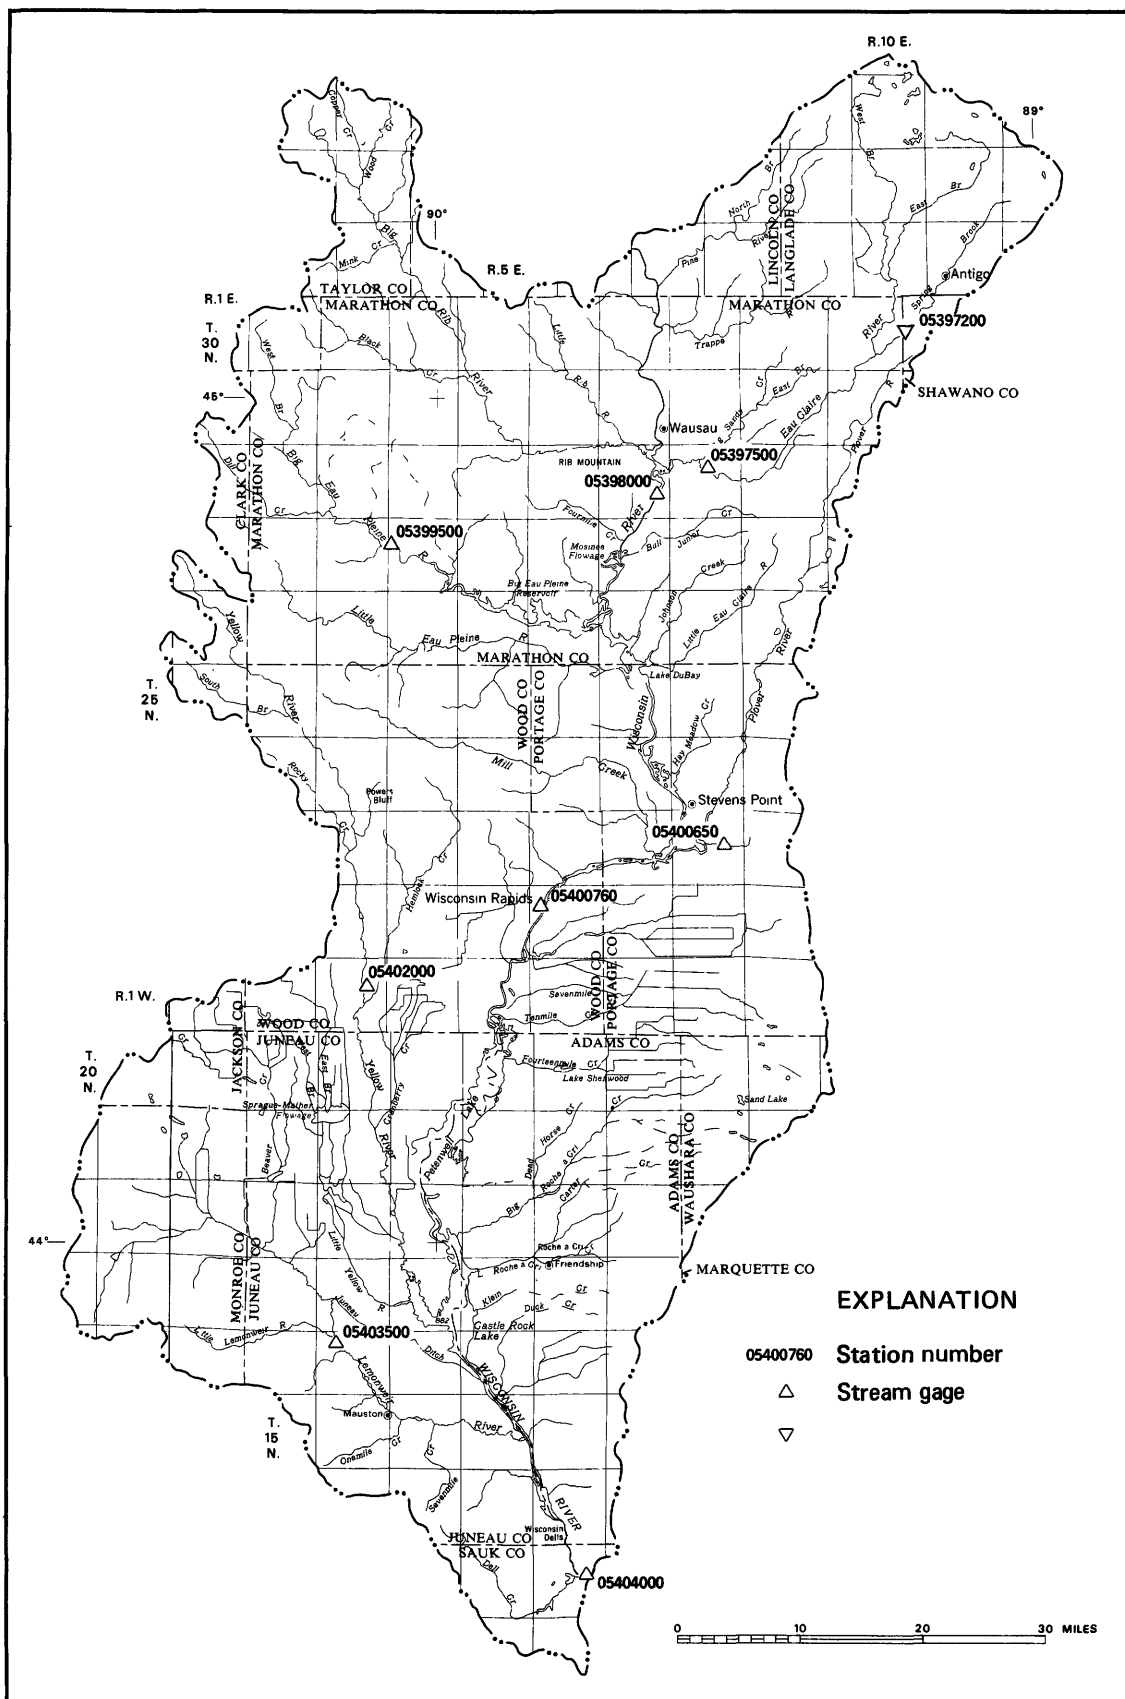 R.10 E.
89°
Copper
Cr
Cr
Wood
West
Br
North
Br
LINCOLN CO
LANGLADE CO
East
Br
90°
Big
River
Brook
Mink
Cr
Pine
R.5 E.
Antigo
TAYLOR CO
MARATHON CO
MARATHON CO
Spring
R.1 E.
Rib
05397200
T.
30
N.
River
Black
Little
Trappe
R
West
Cr
River
Rib
Cr
East
Br
R
SHAWANO CO
45°
Br
R
Sandy
Eau Claire
Wausau
Plover
CLARK CO
MARATHON CO
Dill
Big
RIB MOUNTAIN
05397500
05398000
Eau
Cr
Fourmile
Cr
River
Cr
Pleine
05399500
Bull
Junior
Mosinee
Flowage
R
Creek
R
Big Eau Pleine
Reservoir
Johnson
Eau Claire
Little
Little
Yellow
Eau Pleine
R
River
MARATHON CO
Lake DuBay
South
T.
25
N.
Br
River
WOOD CO
PORTAGE CO
Wisconsin
Cr
Hay Meadow
Plover
Mill
Creek
Rocky
Powers
Bluff
Stevens Point
Cr
05400650
Cr
Hemlock
Wisconsin Rapids
05400760
WOOD CO
PORTAGE CO
05402000
Sevenmile
R.1 W.
Tenmile
Cr
JACKSON CO
WOOD CO
JUNEAU CO
ADAMS CO
Cr
T.
20
N.
West
East
Yellow
Cr
Fourteenmile
Cr
Lake Sherwood
Cr
Br
Br
Sprague-Mather
Flowage
Cranberry
Lake
Cr
Cr
Sand Lake
Horse
River
Beaver
Petenwell
Dead
Roche a Cri
ADAMS CO
WAUSHARA CO
Cr
Big
Carter
44°
MONROE CO
JUNEAU CO
Little
Roche a Cri
Cr
L
Roche a Cr.
Friendship
MARQUETTE CO
Yellow
Klein
Cr
EXPLANATION
Juneau
R
Duck
Cr
Little
Lemonweir
R
882
Castle Rock
Lake
05403500
Ditch
05400760 Station number
Lemonweir
WISCONSIN
Stream gage
Mauston
T.
15
N.
River
Onemile
Cr
Cr
Sevenmile
RIVER
JUNEAU CO
SAUK CO
Wisconsin
Dells
Dell
Cr
05404000
0 10 20 30 MILES